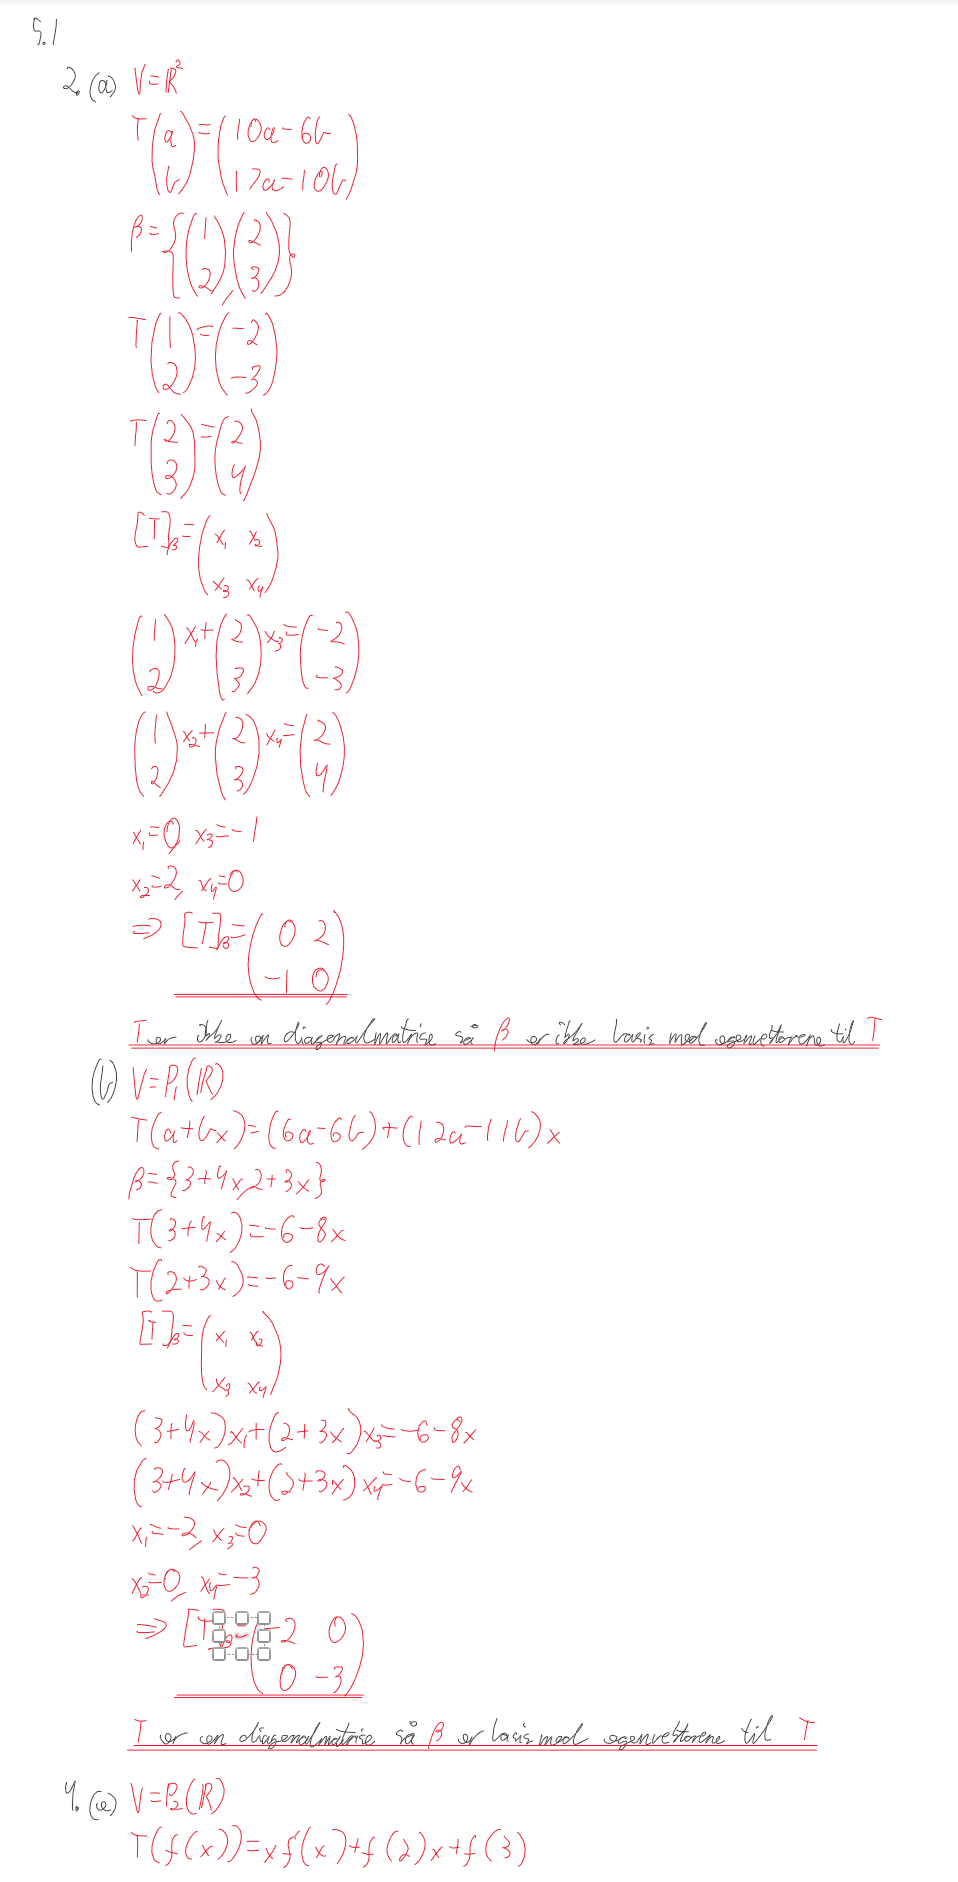 5.1
2. (a) V=ℝ²
T(a b)=(10a-6b 17a-10b)
β={(1 2),(2 3)}
T(1 2)=(-2 -3)
T(2 3)=(2 4)
[T]β=(x₁ x₂ x₃ x₄)
(1 2)x₁+(2 3)x₃=(-2 -3)
(1 2)x₂+(2 3)x₄=(2 4)
x₁=0, x₃=-1
x₂=2, x₄=0
⇒ [T]β=(0 2 -1 0)
T er ikke en diagonalmatrise så β er ikke basis med egenvektorene til T
(b) V=P₁(ℝ)
T(a+bx)=(6a-6b)+(12a-11b)x
β={3+4x,2+3x}
T(3+4x)=-6-8x
T(2+3x)=-6-9x
[T]β=(x₁ x₂ x₃ x₄)
(3+4x)x₁+(2+3x)x₃=-6-8x
(3+4x)x₂+(2+3x)x₄=-6-9x
x₁=-2, x₃=0
x₂=0, x₄=-3
⇒ [T]β=(-2 0 0 -3)
T er en diagonalmatrise så β er basis med egenvektorene til T
4. (e) V=P₂(ℝ)
T(f(x))=xf'(x)+f(2)x+f(3)